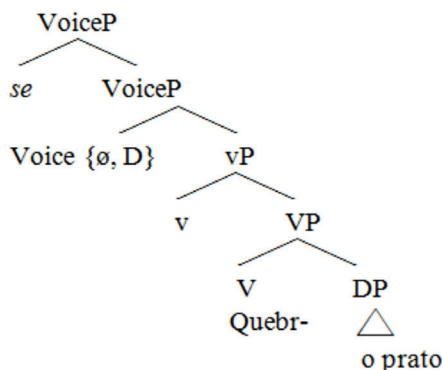 VoiceP
se VoiceP
Voice {ø, D} vP
v VP
V DP
Quebr-
o prato